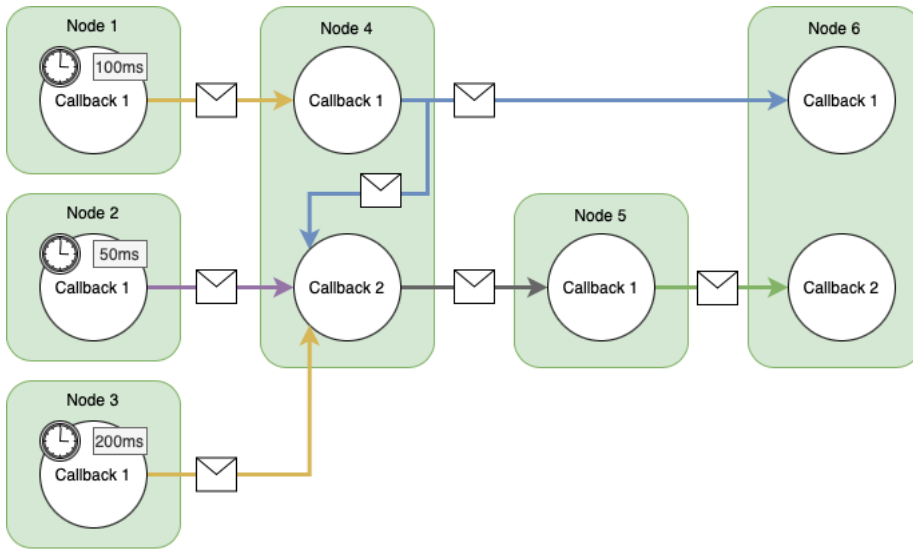 Node 1
100ms
Callback 1
Node 2
50ms
Callback 1
Node 3
200ms
Callback 1
Node 4
Callback 1
Callback 2
Node 5
Callback 1
Node 6
Callback 1
Callback 2